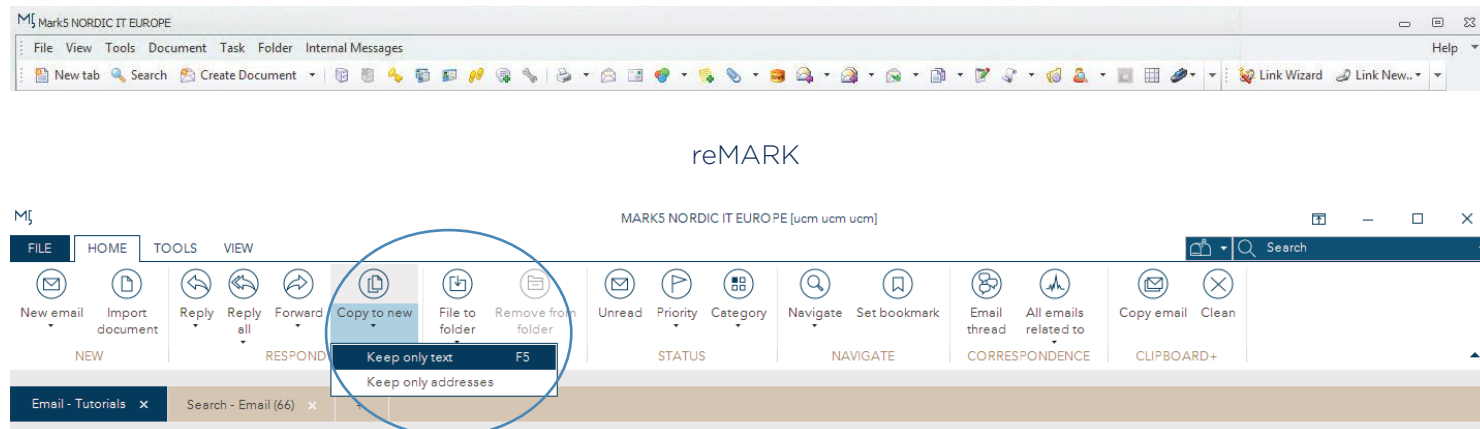 M5 Mark5 NORDIC IT EUROPE
File View Tools Document Task Folder Internal Messages Help
New tab Search Create Document Link Wizard Link New..
reMARK
M5 MARK5 NORDIC IT EUROPE [ucm ucm ucm]
FILE HOME TOOLS VIEW Search
New email Import document Reply Reply all Forward Copy to new File to folder Remove from folder Unread Priority Category Navigate Set bookmark Email thread All emails related to Copy email Clean
NEW RESPOND STATUS NAVIGATE CORRESPONDENCE CLIPBOARD+
Keep only text F5
Keep only addresses
Email - Tutorials x Search - Email (66) x +